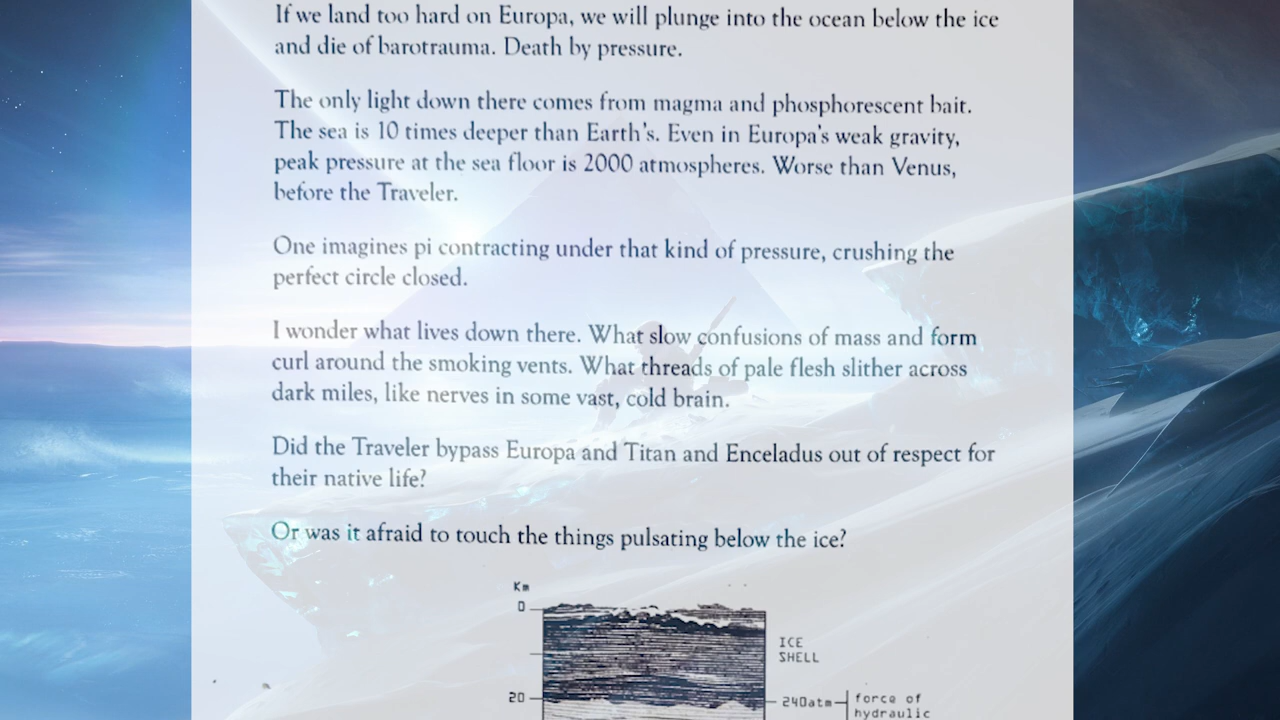 If we land too hard on Europa, we will plunge into the ocean below the ice
and die of barotrauma. Death by pressure.
The only light down there comes from magma and phosphorescent bait.
The sea is 10 times deeper than Earth's. Even in Europa's weak gravity,
peak pressure at the sea floor is 2000 atmospheres. Worse than Venus,
before the Traveler.
One imagines pi contracting under that kind of pressure, crushing the
perfect circle closed.
I wonder what lives down there. What slow confusions of mass and form
curl around the smoking vents. What threads of pale flesh slither across
dark miles, like nerves in some vast, cold brain.
Did the Traveler bypass Europa and Titan and Enceladus out of respect for
their native life?
Or was it afraid to touch the things pulsating below the ice?
Km
0
ICE
SHELL
20
240atm
force of
hydraulic